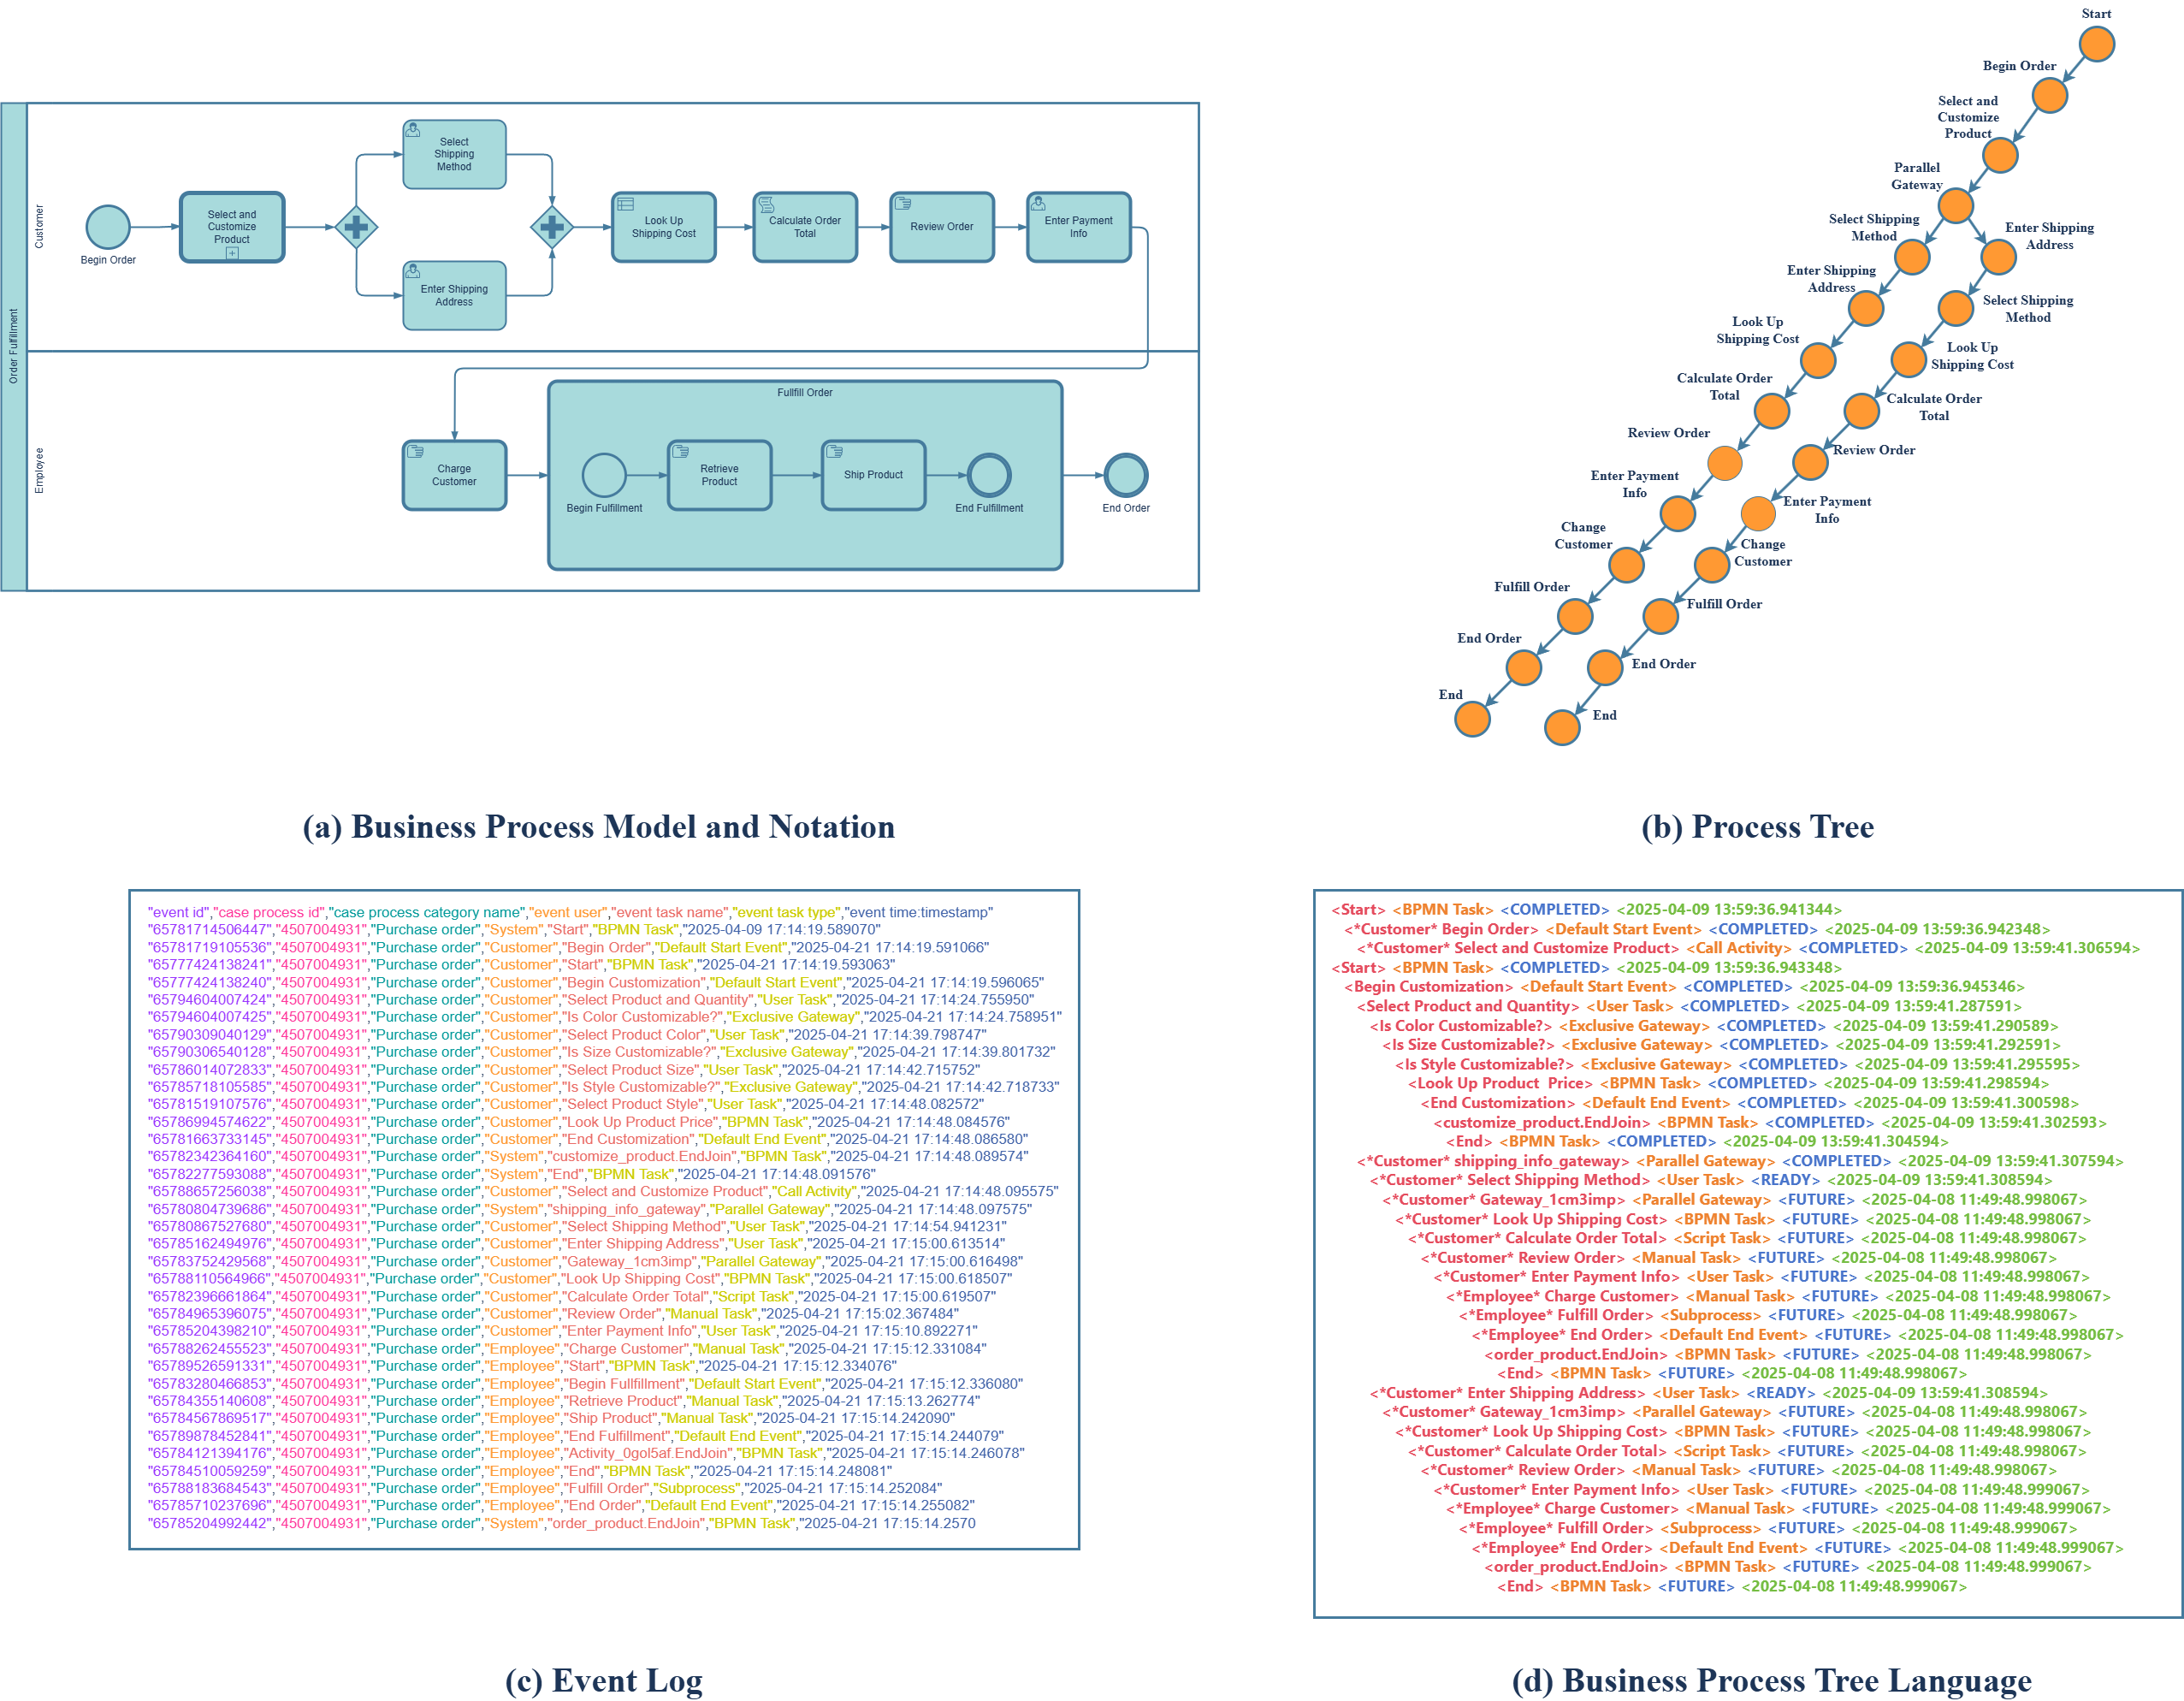 Order Fulfillment
Customer
Begin Order
Select and
Customize
Product
Select
Shipping
Method
Enter Shipping
Address
Look Up
Shipping Cost
Calculate Order
Total
Review Order
Enter Payment
Info
Employee
Charge
Customer
Fullfill Order
Begin Fulfillment
Retrieve
Product
Ship Product
End Fulfillment
End Order
(a) Business Process Model and Notation
Start
Begin Order
Select and
Customize
Product
Parallel
Gateway
Select Shipping
Method
Enter Shipping
Address
Enter Shipping
Address
Select Shipping
Method
Look Up
Shipping Cost
Look Up
Shipping Cost
Calculate Order
Total
Calculate Order
Total
Review Order
Review Order
Enter Payment
Info
Enter Payment
Info
Change
Customer
Change
Customer
Fulfill Order
Fulfill Order
End Order
End Order
End
End
(b) Process Tree
"event id","case process id","case process category name","event user","event task name","event task type","event time:timestamp"
"65781714506447","4507004931","Purchase order","System","Start","BPMN Task","2025-04-09 17:14:19.589070"
"65781719105536","4507004931","Purchase order","Customer","Begin Order","Default Start Event","2025-04-21 17:14:19.591066"
"65777424138241","4507004931","Purchase order","Customer","Start","BPMN Task","2025-04-21 17:14:19.593063"
"65777424138240","4507004931","Purchase order","Customer","Begin Customization","Default Start Event","2025-04-21 17:14:19.596065"
"65794604007424","4507004931","Purchase order","Customer","Select Product and Quantity","User Task","2025-04-21 17:14:24.755950"
"65794604007425","4507004931","Purchase order","Customer","Is Color Customizable?","Exclusive Gateway","2025-04-21 17:14:24.758951"
"65790309040129","4507004931","Purchase order","Customer","Select Product Color","User Task","2025-04-21 17:14:39.798747"
"65790306540128","4507004931","Purchase order","Customer","Is Size Customizable?","Exclusive Gateway","2025-04-21 17:14:39.801732"
"65786014072833","4507004931","Purchase order","Customer","Select Product Size","User Task","2025-04-21 17:14:42.715752"
"65785718105585","4507004931","Purchase order","Customer","Is Style Customizable?","Exclusive Gateway","2025-04-21 17:14:42.718733"
"65781519107576","4507004931","Purchase order","Customer","Select Product Style","User Task","2025-04-21 17:14:48.082572"
"65786994574622","4507004931","Purchase order","Customer","Look Up Product Price","BPMN Task","2025-04-21 17:14:48.084576"
"65781663733145","4507004931","Purchase order","Customer","End Customization","Default End Event","2025-04-21 17:14:48.086580"
"65782342364160","4507004931","Purchase order","System","customize_product.EndJoin","BPMN Task","2025-04-21 17:14:48.089574"
"65782277593088","4507004931","Purchase order","System","End","BPMN Task","2025-04-21 17:14:48.091576"
"65788657256038","4507004931","Purchase order","Customer","Select and Customize Product","Call Activity","2025-04-21 17:14:48.095575"
"65780804739686","4507004931","Purchase order","System","shipping_info_gateway","Parallel Gateway","2025-04-21 17:14:48.097575"
"65780867527680","4507004931","Purchase order","Customer","Select Shipping Method","User Task","2025-04-21 17:14:54.941231"
"65785162494976","4507004931","Purchase order","Customer","Enter Shipping Address","User Task","2025-04-21 17:15:00.613514"
"65783752429568","4507004931","Purchase order","Customer","Gateway_1cm3imp","Parallel Gateway","2025-04-21 17:15:00.616498"
"65788110564966","4507004931","Purchase order","Customer","Look Up Shipping Cost","BPMN Task","2025-04-21 17:15:00.618507"
"65782396661864","4507004931","Purchase order","Customer","Calculate Order Total","Script Task","2025-04-21 17:15:00.619507"
"65784965396075","4507004931","Purchase order","Customer","Review Order","Manual Task","2025-04-21 17:15:02.367484"
"65785204398210","4507004931","Purchase order","Customer","Enter Payment Info","User Task","2025-04-21 17:15:10.892271"
"65788262455523","4507004931","Purchase order","Employee","Charge Customer","Manual Task","2025-04-21 17:15:12.331084"
"65789526591331","4507004931","Purchase order","Employee","Start","BPMN Task","2025-04-21 17:15:12.334076"
"65783280466853","4507004931","Purchase order","Employee","Begin Fullfillment","Default Start Event","2025-04-21 17:15:12.336080"
"65784355140608","4507004931","Purchase order","Employee","Retrieve Product","Manual Task","2025-04-21 17:15:13.262774"
"65784567869517","4507004931","Purchase order","Employee","Ship Product","Manual Task","2025-04-21 17:15:14.242090"
"65789878452841","4507004931","Purchase order","Employee","End Fulfillment","Default End Event","2025-04-21 17:15:14.244079"
"65784121394176","4507004931","Purchase order","Employee","Activity_0gol5af.EndJoin","BPMN Task","2025-04-21 17:15:14.246078"
"65784510059259","4507004931","Purchase order","Employee","End","BPMN Task","2025-04-21 17:15:14.248081"
"65788183684543","4507004931","Purchase order","Employee","Fulfill Order","Subprocess","2025-04-21 17:15:14.252084"
"65785710237696","4507004931","Purchase order","Employee","End Order","Default End Event","2025-04-21 17:15:14.255082"
"65785204992442","4507004931","Purchase order","System","order_product.EndJoin","BPMN Task","2025-04-21 17:15:14.2570
(c) Event Log
<Start> <BPMN Task> <COMPLETED> <2025-04-09 13:59:36.941344>
<*Customer* Begin Order> <Default Start Event> <COMPLETED> <2025-04-09 13:59:36.942348>
<*Customer* Select and Customize Product> <Call Activity> <COMPLETED> <2025-04-09 13:59:41.306594>
<Start> <BPMN Task> <COMPLETED> <2025-04-09 13:59:36.943348>
<Begin Customization> <Default Start Event> <COMPLETED> <2025-04-09 13:59:36.945346>
<Select Product and Quantity> <User Task> <COMPLETED> <2025-04-09 13:59:41.287591>
<Is Color Customizable?> <Exclusive Gateway> <COMPLETED> <2025-04-09 13:59:41.290589>
<Is Size Customizable?> <Exclusive Gateway> <COMPLETED> <2025-04-09 13:59:41.292591>
<Is Style Customizable?> <Exclusive Gateway> <COMPLETED> <2025-04-09 13:59:41.295595>
<Look Up Product  Price> <BPMN Task> <COMPLETED> <2025-04-09 13:59:41.298594>
<End Customization> <Default End Event> <COMPLETED> <2025-04-09 13:59:41.300598>
<customize_product.EndJoin> <BPMN Task> <COMPLETED> <2025-04-09 13:59:41.302593>
<End> <BPMN Task> <COMPLETED> <2025-04-09 13:59:41.304594>
<*Customer* shipping_info_gateway> <Parallel Gateway> <COMPLETED> <2025-04-09 13:59:41.307594>
<*Customer* Select Shipping Method> <User Task> <READY> <2025-04-09 13:59:41.308594>
<*Customer* Gateway_1cm3imp> <Parallel Gateway> <FUTURE> <2025-04-08 11:49:48.998067>
<*Customer* Look Up Shipping Cost> <BPMN Task> <FUTURE> <2025-04-08 11:49:48.998067>
<*Customer* Calculate Order Total> <Script Task> <FUTURE> <2025-04-08 11:49:48.998067>
<*Customer* Review Order> <Manual Task> <FUTURE> <2025-04-08 11:49:48.998067>
<*Customer* Enter Payment Info> <User Task> <FUTURE> <2025-04-08 11:49:48.998067>
<*Employee* Charge Customer> <Manual Task> <FUTURE> <2025-04-08 11:49:48.998067>
<*Employee* Fulfill Order> <Subprocess> <FUTURE> <2025-04-08 11:49:48.998067>
<*Employee* End Order> <Default End Event> <FUTURE> <2025-04-08 11:49:48.998067>
<order_product.EndJoin> <BPMN Task> <FUTURE> <2025-04-08 11:49:48.998067>
<End> <BPMN Task> <FUTURE> <2025-04-08 11:49:48.998067>
<*Customer* Enter Shipping Address> <User Task> <READY> <2025-04-09 13:59:41.308594>
<*Customer* Gateway_1cm3imp> <Parallel Gateway> <FUTURE> <2025-04-08 11:49:48.998067>
<*Customer* Look Up Shipping Cost> <BPMN Task> <FUTURE> <2025-04-08 11:49:48.998067>
<*Customer* Calculate Order Total> <Script Task> <FUTURE> <2025-04-08 11:49:48.998067>
<*Customer* Review Order> <Manual Task> <FUTURE> <2025-04-08 11:49:48.998067>
<*Customer* Enter Payment Info> <User Task> <FUTURE> <2025-04-08 11:49:48.999067>
<*Employee* Charge Customer> <Manual Task> <FUTURE> <2025-04-08 11:49:48.999067>
<*Employee* Fulfill Order> <Subprocess> <FUTURE> <2025-04-08 11:49:48.999067>
<*Employee* End Order> <Default End Event> <FUTURE> <2025-04-08 11:49:48.999067>
<order_product.EndJoin> <BPMN Task> <FUTURE> <2025-04-08 11:49:48.999067>
<End> <BPMN Task> <FUTURE> <2025-04-08 11:49:48.999067>
(d) Business Process Tree Language